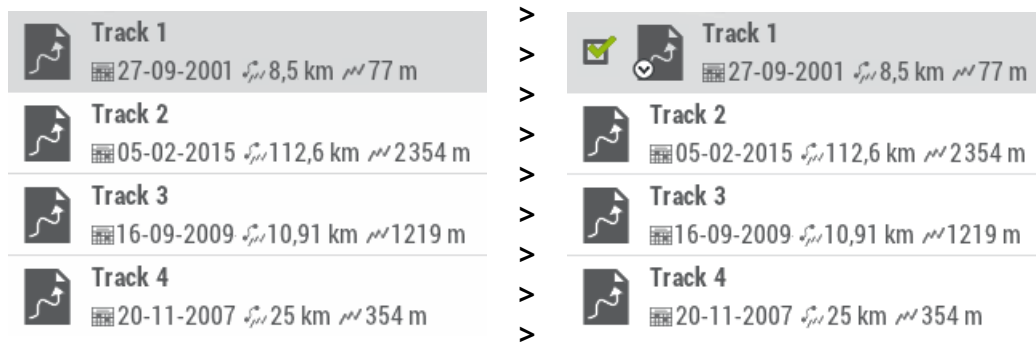 Track 1
27-09-2001 8,5 km 77 m
Track 2
05-02-2015 112,6 km 2354 m
Track 3
16-09-2009 10,91 km 1219 m
Track 4
20-11-2007 25 km 354 m
>
>
>
>
>
>
>
>
>
Track 1
27-09-2001 8,5 km 77 m
Track 2
05-02-2015 112,6 km 2354 m
Track 3
16-09-2009 10,91 km 1219 m
Track 4
20-11-2007 25 km 354 m